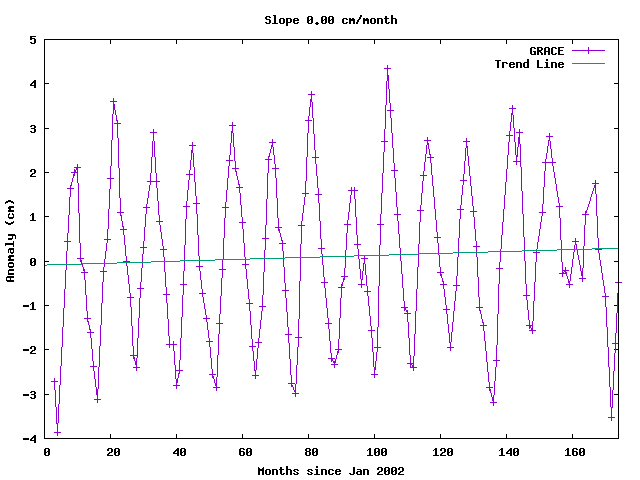 Slope 0.00 cm/month
GRACE
Trend Line
Anomaly (cm)
5
4
3
2
1
0
-1
-2
-3
-4
0 20 40 60 80 100 120 140 160
Months since Jan 2002